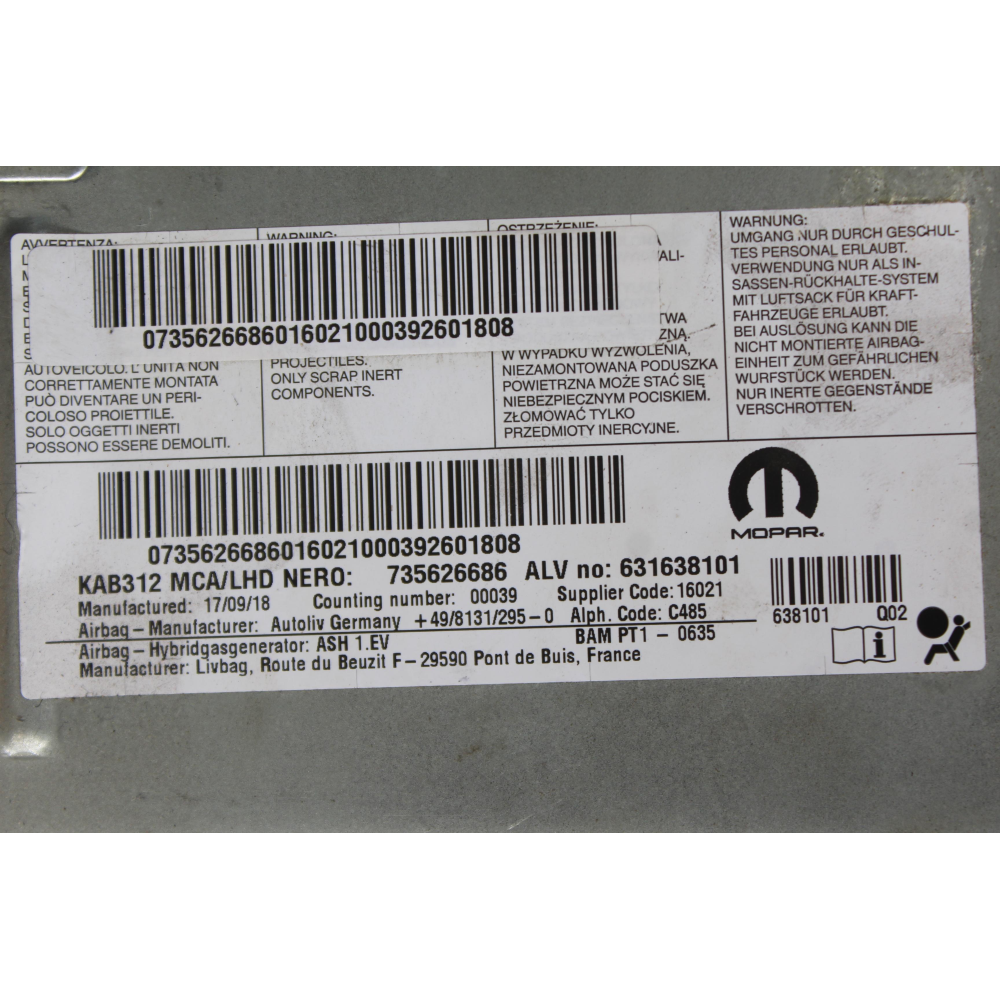 AVVERTENZA:
AUTOVEICOLO. L'UNITÀ NON
CORRETTAMENTE MONTATA
PUÒ DIVENTARE UN PERI-
COLOSO PROIETTILE.
SOLO OGGETTI INERTI
POSSONO ESSERE DEMOLITI.
WARNING:
PROJECTILES.
ONLY SCRAP INERT
COMPONENTS.
OSTRZEŻENIE:
W WYPADKU WYZWOLENIA,
NIEZAMONTOWANA PODUSZKA
POWIETRZNA MOŻE STAĆ SIĘ
NIEBEZPIECZNYM POCISKIEM.
ZŁOMOWAĆ TYLKO
PRZEDMIOTY INERCYJNE.
WARNUNG:
UMGANG NUR DURCH GESCHUL-
TES PERSONAL ERLAUBT.
VERWENDUNG NUR ALS IN-
SASSEN-RÜCKHALTE-SYSTEM
MIT LUFTSACK FÜR KRAFT-
FAHRZEUGE ERLAUBT.
BEI AUSLÖSUNG KANN DIE
NICHT MONTIERTE AIRBAG-
EINHEIT ZUM GEFÄHRLICHEN
WURFSTÜCK WERDEN.
NUR INERTE GEGENSTÄNDE
VERSCHROTTEN.
07356266860160210003926018​08
07356266860160210003926018​08
MOPAR.
KAB312 MCA/LHD NERO: 735626686 ALV no: 631638101
Manufactured: 17/09/18 Counting number: 00039 Supplier Code: 16021
Airbag - Manufacturer: Autoliv Germany +49/8131/295-0 Alph. Code: C485
638101 Q02
Airbag - Hybridgasgenerator: ASH 1.EV BAM PT1 - 0635
Manufacturer: Livbag, Route du Beuzit F-29590 Pont de Buis, France
i